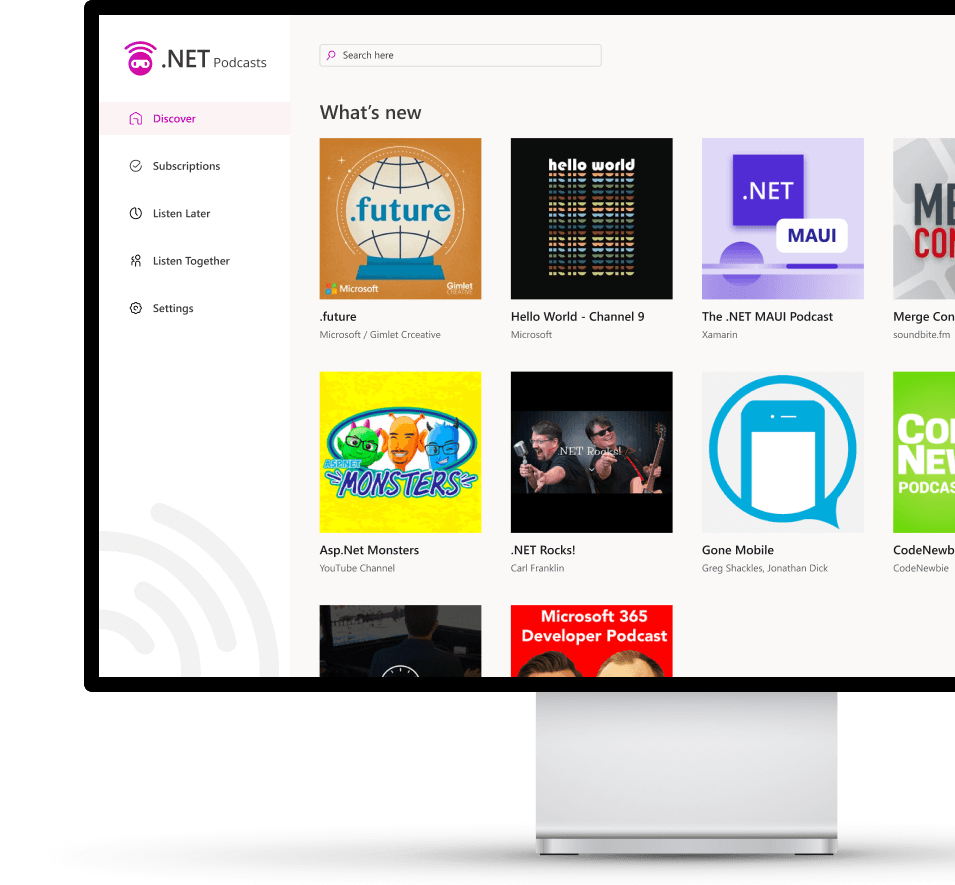 .NET Podcasts
Search here
Discover
Subscriptions
Listen Later
Listen Together
Settings
What's new
.future
Microsoft
Gimlet
CREATIVE
.future
Microsoft / Gimlet Crceative
hello world
Hello World - Channel 9
Microsoft
.NET
MAUI
The .NET MAUI Podcast
Xamarin
ME
CON
Merge Con
soundbite.fm
ASP.NET
MONSTERS
Asp.Net Monsters
YouTube Channel
.NET Rocks!
.NET Rocks!
Carl Franklin
Gone Mobile
Greg Shackles, Jonathan Dick
CO
NEW
PODCAS
CodeNewb
CodeNewbie
Microsoft 365
Developer Podcast